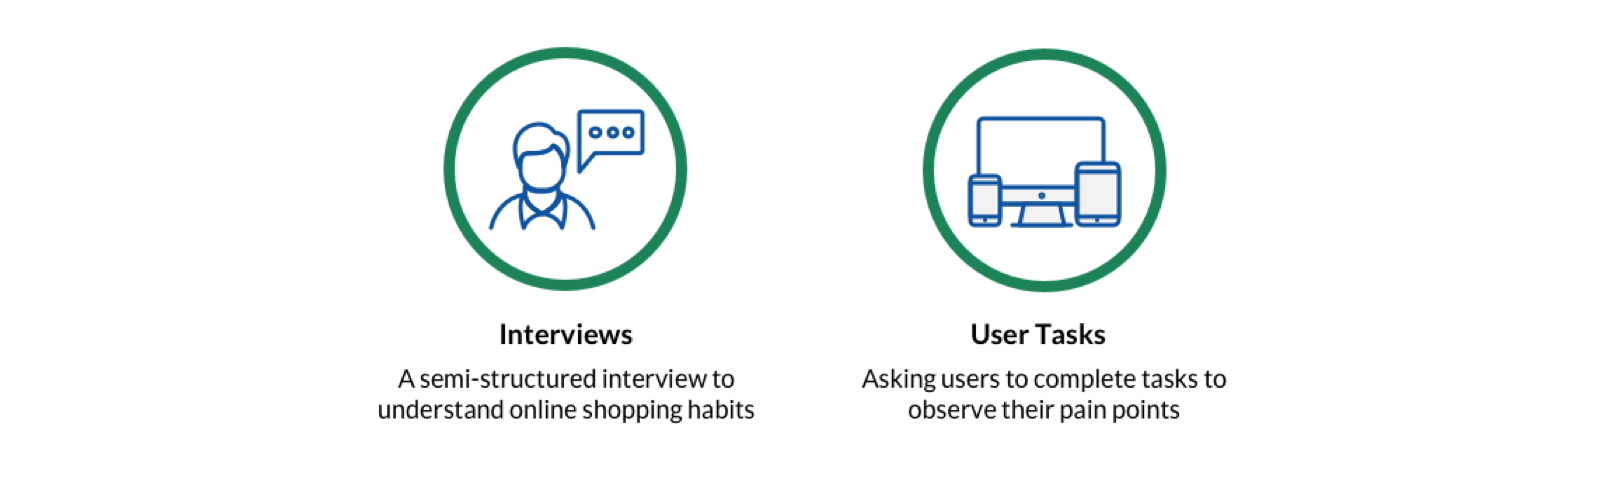 Interviews
A semi-structured interview to
understand online shopping habits
User Tasks
Asking users to complete tasks to
observe their pain points